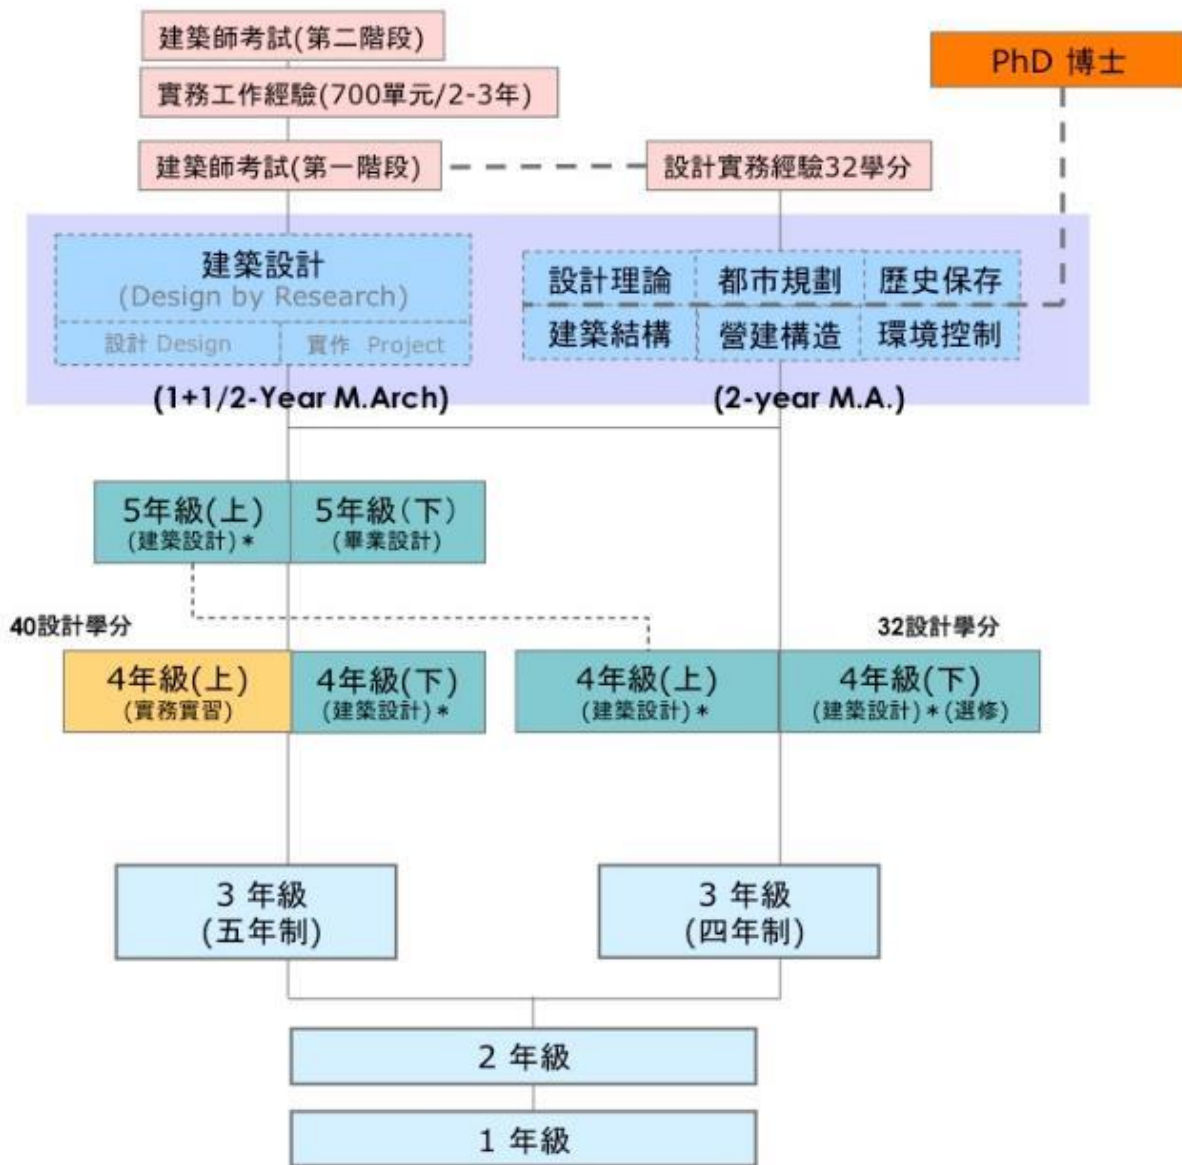 建築師考試(第二階段)
PhD 博士
實務工作經驗(700單元/2-3年)
建築師考試(第一階段)
設計實務經驗32學分
建築設計
(Design by Research)
設計 Design
實作 Project
(1+1/2-Year M.Arch)
設計理論
都市規劃
歷史保存
建築結構
營建構造
環境控制
(2-year M.A.)
5年級(上)
(建築設計)*
5年級(下)
(畢業設計)
40設計學分
32設計學分
4年級(上)
(實務實習)
4年級(下)
(建築設計)*
4年級(上)
(建築設計)*
4年級(下)
(建築設計)*(選修)
3 年級
(五年制)
3 年級
(四年制)
2 年級
1 年級